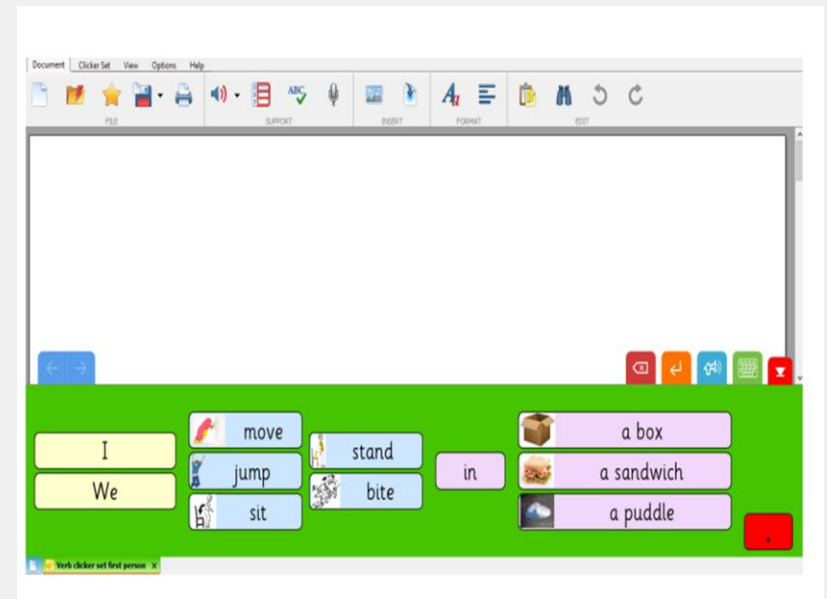 Document Clicker Set View Options Help
ABC
FILE SUPPORT INSERT FORMAT EDIT
I
We
move
jump
sit
stand
bite
in
a box
a sandwich
a puddle
.
Verb clicker set first person x